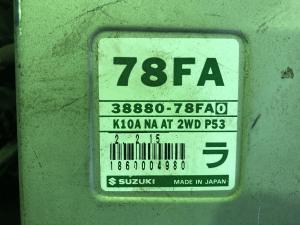 78FA
38880-78FA0
K10A NA AT 2WD P53
2 2 15
1860004980
ラ
SUZUKI MADE IN JAPAN